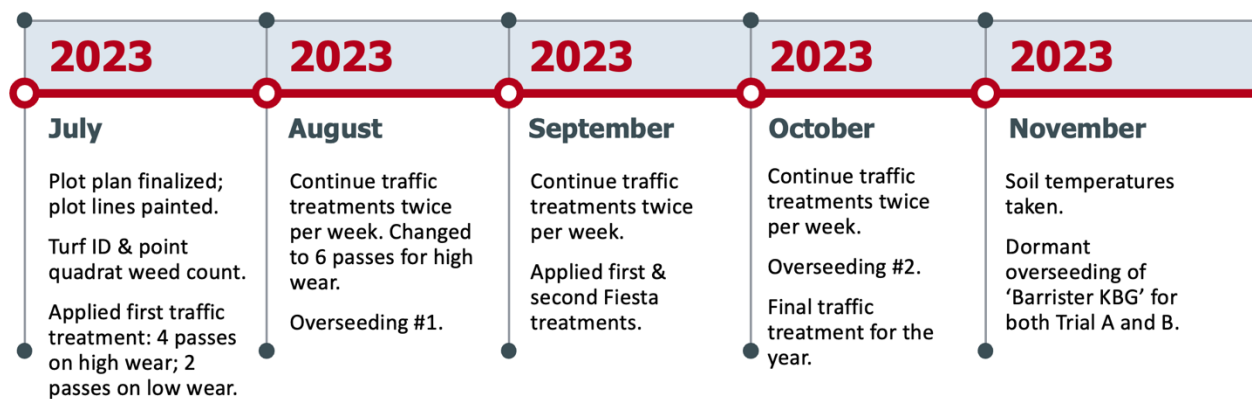 2023
July
Plot plan finalized;
plot lines painted.
Turf ID & point
quadrat weed count.
Applied first traffic
treatment: 4 passes
on high wear; 2
passes on low wear.
2023
August
Continue traffic
treatments twice
per week. Changed
to 6 passes for high
wear.
Overseeding #1.
2023
September
Continue traffic
treatments twice
per week.
Applied first &
second Fiesta
treatments.
2023
October
Continue traffic
treatments twice
per week.
Overseeding #2.
Final traffic
treatment for the
year.
2023
November
Soil temperatures
taken.
Dormant
overseeding of
‘Barrister KBG’ for
both Trial A and B.